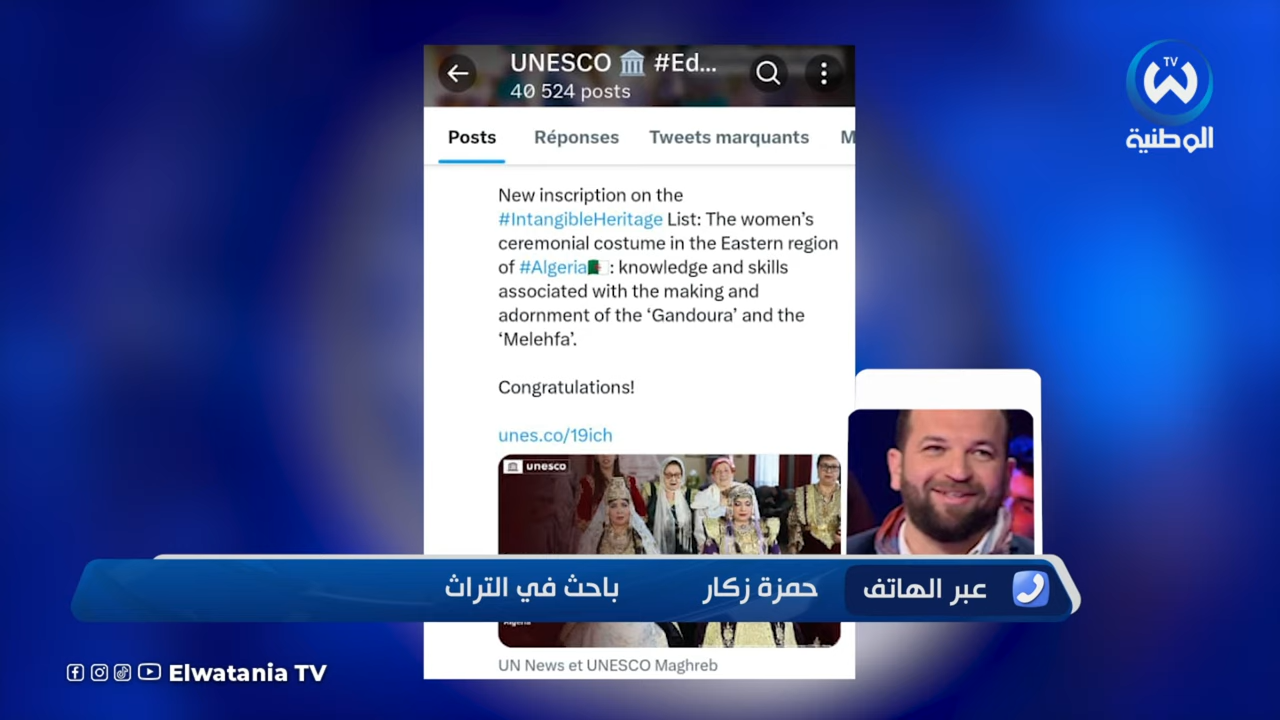 UNESCO 🏛 #Ed...
40 524 posts
Posts Réponses Tweets marquants M
New inscription on the
#IntangibleHeritage List: The women’s
ceremonial costume in the Eastern region
of #Algeria🇩🇿: knowledge and skills
associated with the making and
adornment of the ‘Gandoura’ and the
‘Melehfa’.
Congratulations!
unes.co/19ich
unesco
Algeria
UN News et UNESCO Maghreb
TV
الوطنية
عبر الهاتف حمزة زكار باحث في التراث
Elwatania TV